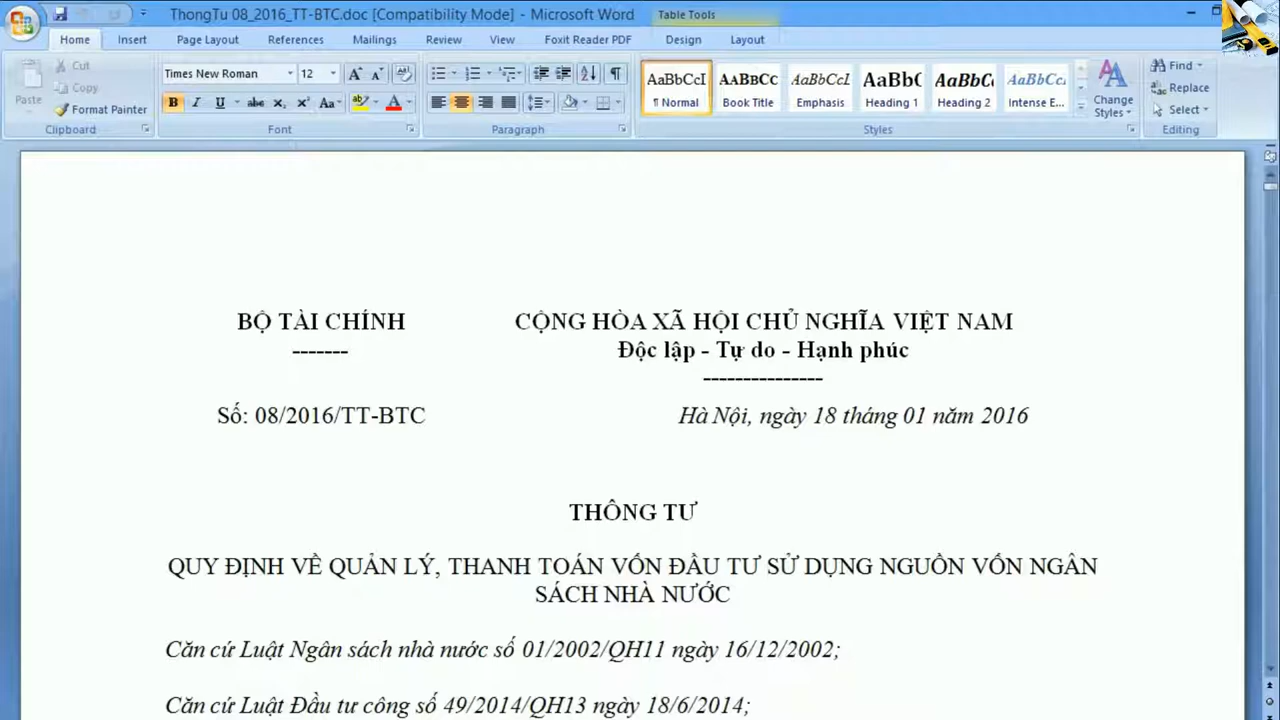 ThongTu 08_2016_TT-BTC.doc [Compatibility Mode] - Microsoft Word
Table Tools
Home Insert Page Layout References Mailings Review View Foxit Reader PDF Design Layout
Paste
Cut
Copy
Format Painter
Clipboard
Times New Roman 12
B I U abc x₂ x² Aa
Font
Paragraph
AaBbCcI AaBbCc AaBbCcL AaBbC AaBbC AaBbCc
¶ Normal Book Title Emphasis Heading 1 Heading 2 Intense E...
Styles
Change Styles
Find
Replace
Select
Editing
BỘ TÀI CHÍNH
-------
CỘNG HÒA XÃ HỘI CHỦ NGHĨA VIỆT NAM
Độc lập - Tự do - Hạnh phúc
---------------
Số: 08/2016/TT-BTC
Hà Nội, ngày 18 tháng 01 năm 2016
THÔNG TƯ
QUY ĐỊNH VỀ QUẢN LÝ, THANH TOÁN VỐN ĐẦU TƯ SỬ DỤNG NGUỒN VỐN NGÂN
SÁCH NHÀ NƯỚC
Căn cứ Luật Ngân sách nhà nước số 01/2002/QH11 ngày 16/12/2002;
Căn cứ Luật Đầu tư công số 49/2014/QH13 ngày 18/6/2014;